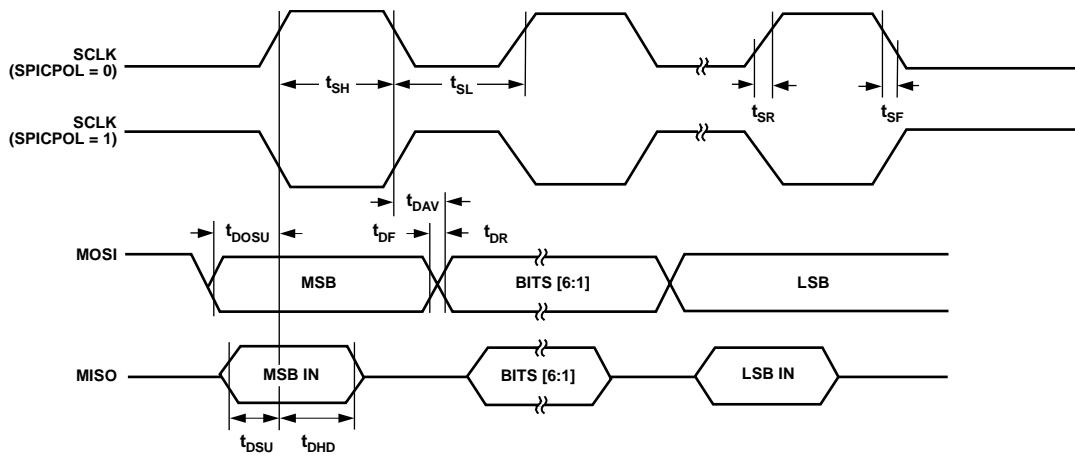 SCLK
(SPICPOL = 0)
tSH
tSL
tSR
tSF
SCLK
(SPICPOL = 1)
tDAV
tDOSU
tDF
tDR
MOSI
MSB
BITS [6:1]
LSB
MISO
MSB IN
BITS [6:1]
LSB IN
tDSU
tDHD